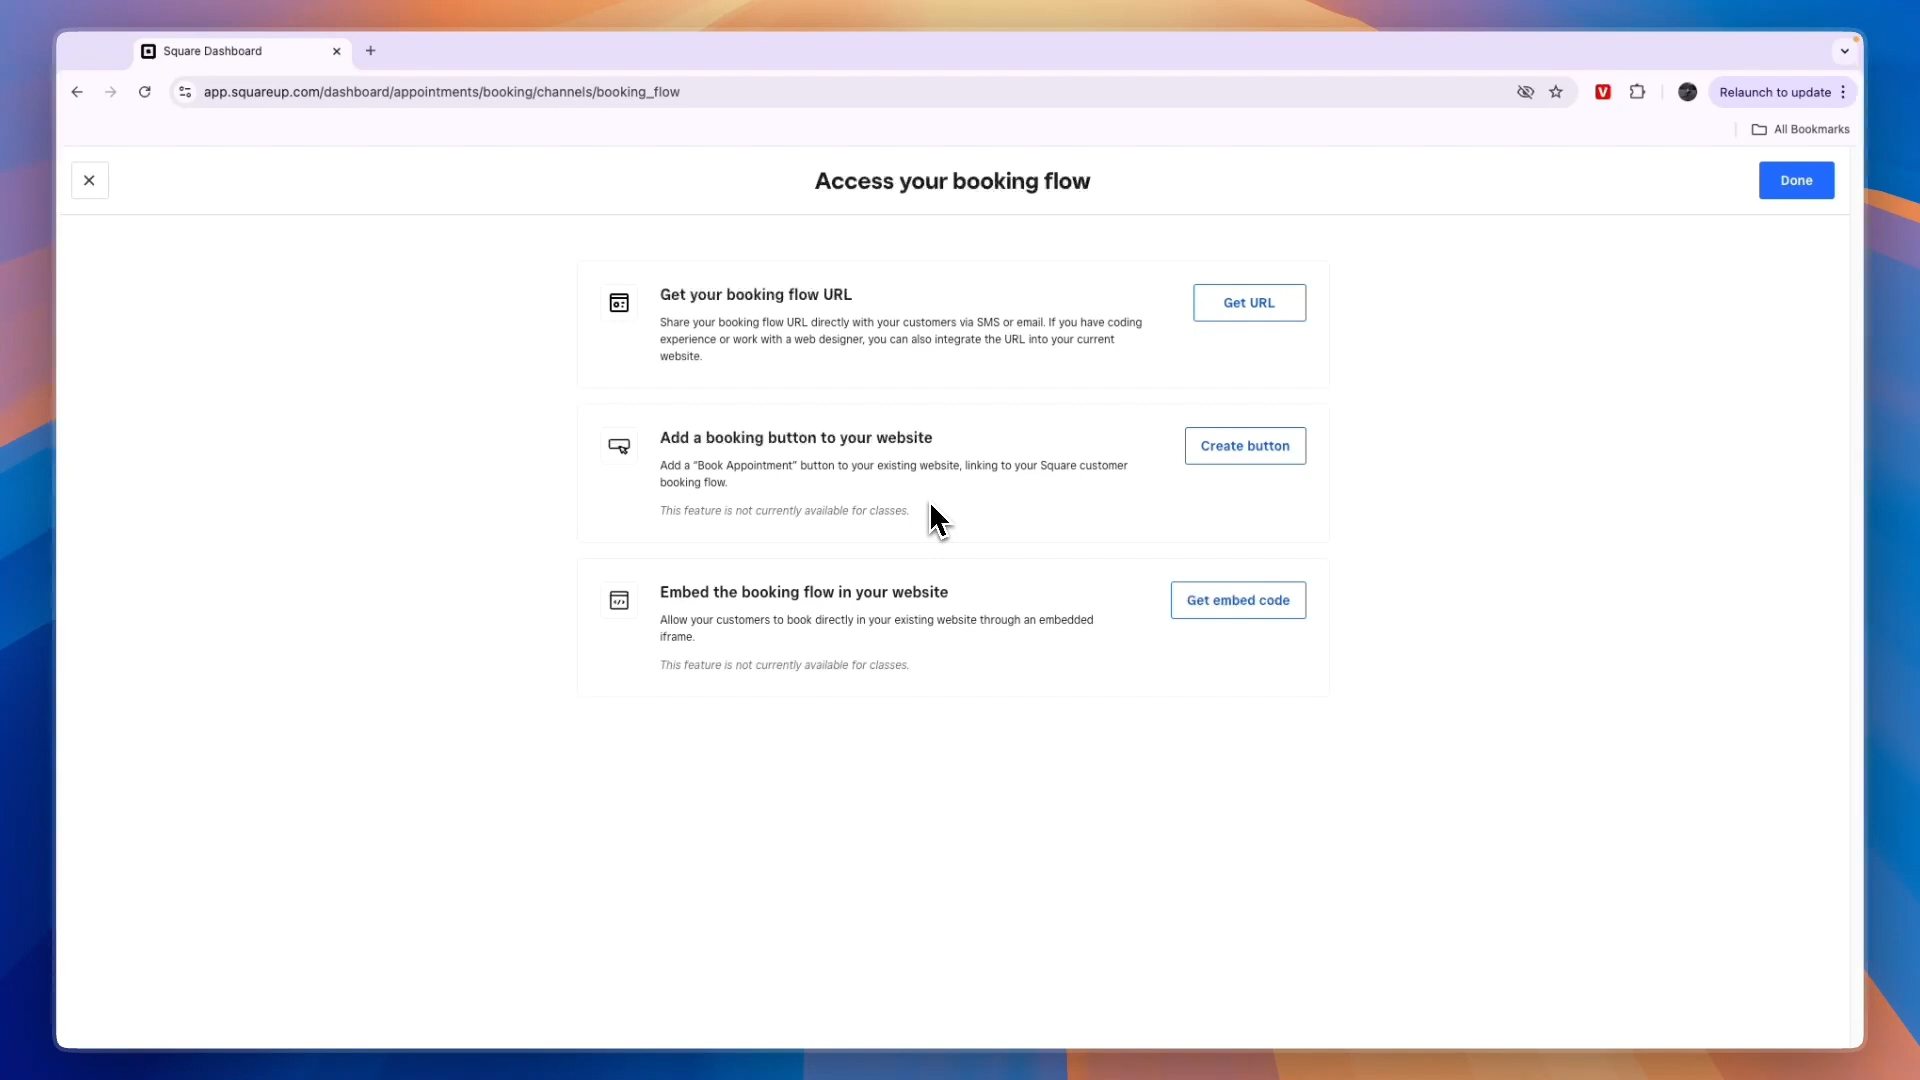 Square Dashboard
app.squareup.com/dashboard/appointments/booking/channels/booking_flow
V
Relaunch to update
All Bookmarks
Access your booking flow
Done
Get your booking flow URL
Share your booking flow URL directly with your customers via SMS or email. If you have coding
experience or work with a web designer, you can also integrate the URL into your current
website.
Get URL
Add a booking button to your website
Add a “Book Appointment” button to your existing website, linking to your Square customer
booking flow.
This feature is not currently available for classes.
Create button
Embed the booking flow in your website
Allow your customers to book directly in your existing website through an embedded
iframe.
This feature is not currently available for classes.
Get embed code